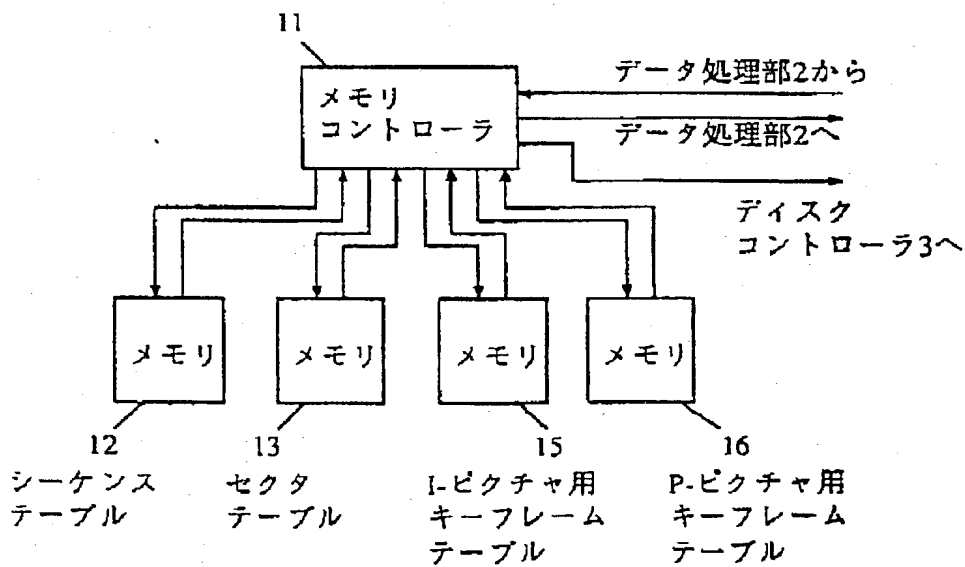 11
メモリ
コントローラ
データ処理部2から
データ処理部2へ
ディスク
コントローラ3へ
メモリ
メモリ
メモリ
メモリ
12
シーケンス
テーブル
13
セクタ
テーブル
15
I-ピクチャ用
キーフレーム
テーブル
16
P-ピクチャ用
キーフレーム
テーブル